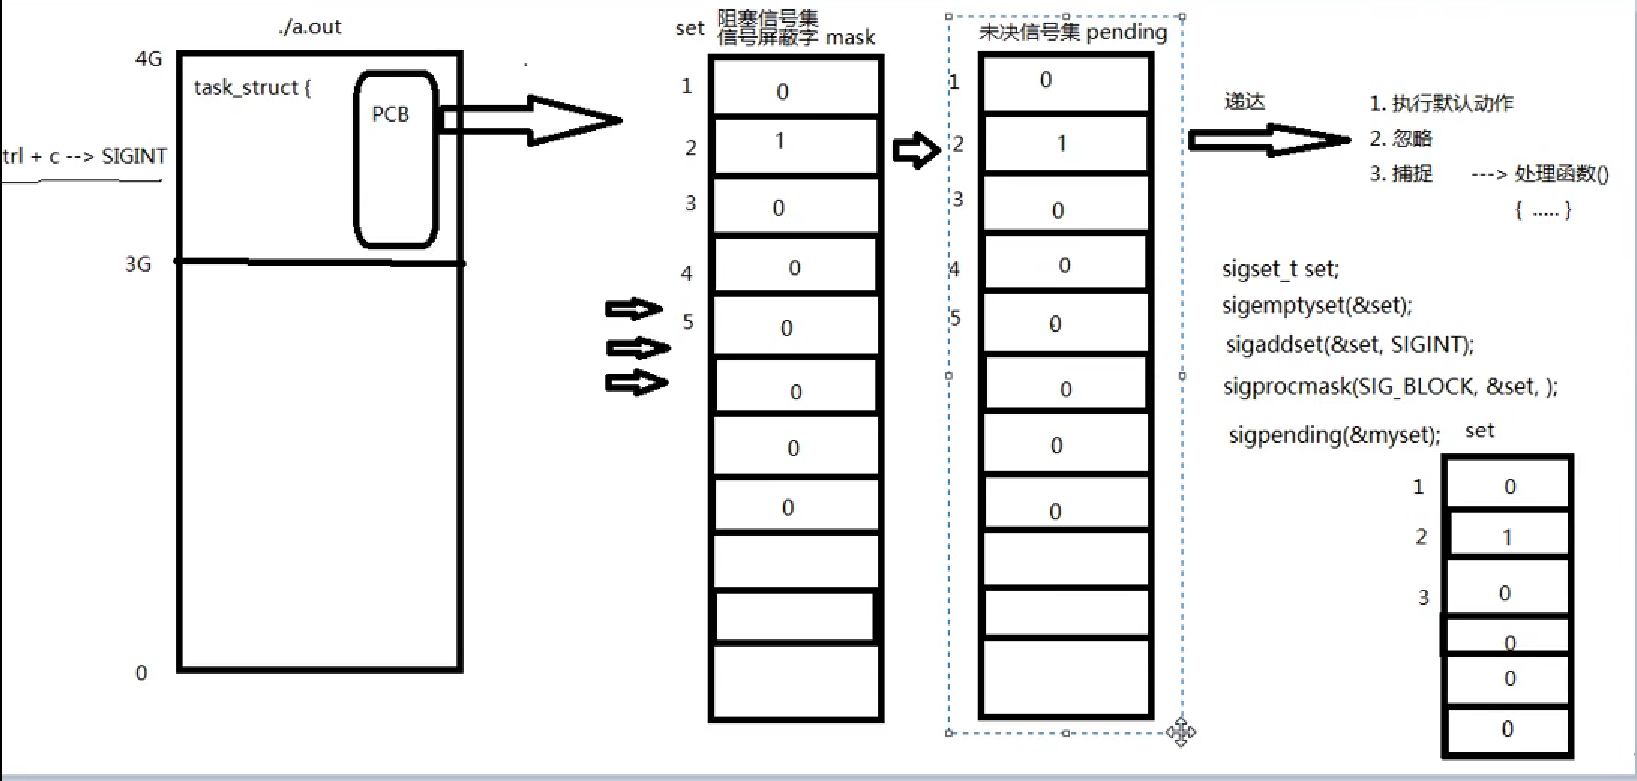 ./a.out
4G
task_struct {
PCB
trl + c --> SIGINT
3G
0
set
阻塞信号集
信号屏蔽字 mask
1 0
2 1
3 0
4 0
5 0
0
0
0
未决信号集 pending
1 0
2 1
3 0
4 0
5 0
0
0
0
递达
1. 执行默认动作
2. 忽略
3. 捕捉 ---> 处理函数()
{ ..... }
sigset_t set;
sigemptyset(&set);
sigaddset(&set, SIGINT);
sigprocmask(SIG_BLOCK, &set, );
sigpending(&myset);
set
1 0
2 1
3 0
0
0
0